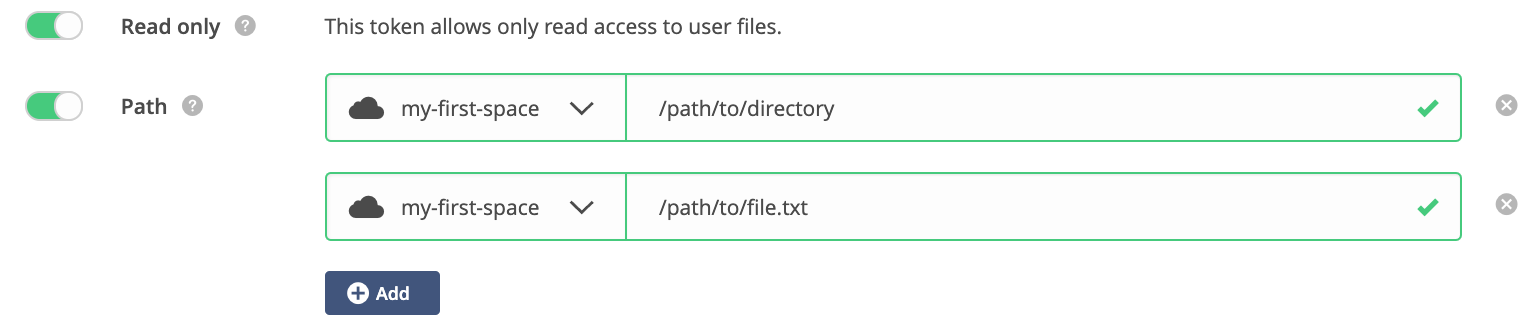 Read only ? This token allows only read access to user files.
Path ? my-first-space /path/to/directory
my-first-space /path/to/file.txt
Add